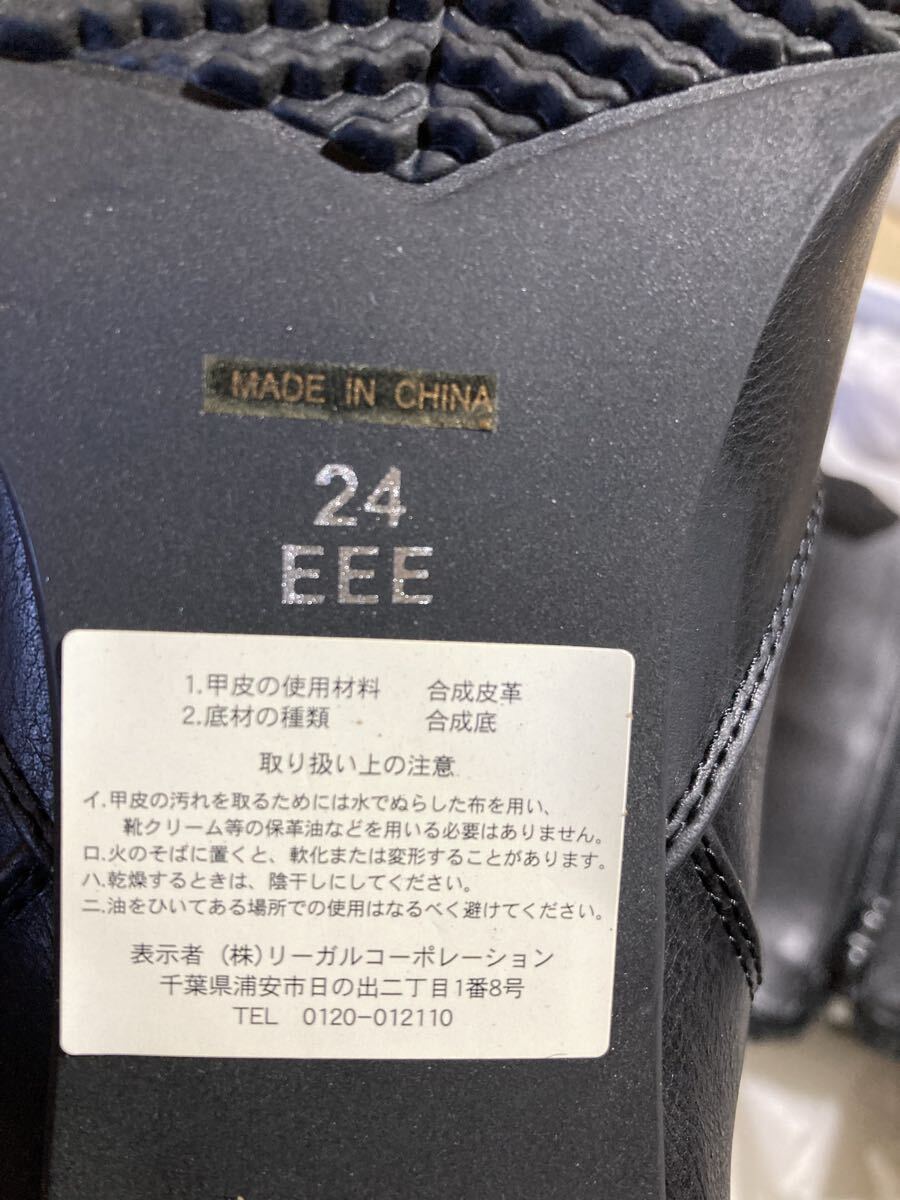 MADE IN CHINA
24
EEE
1.甲皮の使用材料 合成皮革
2.底材の種類 合成底
取り扱い上の注意
イ.甲皮の汚れを取るためには水でぬらした布を用い、
靴クリーム等の保革油などを用いる必要はありません。
ロ.火のそばに置くと、軟化または変形することがあります。
ハ.乾燥するときは、陰干しにしてください。
ニ.油をひいてある場所での使用はなるべく避けてください。
表示者 (株)リーガルコーポレーション
千葉県浦安市日の出二丁目1番8号
TEL 0120-012110